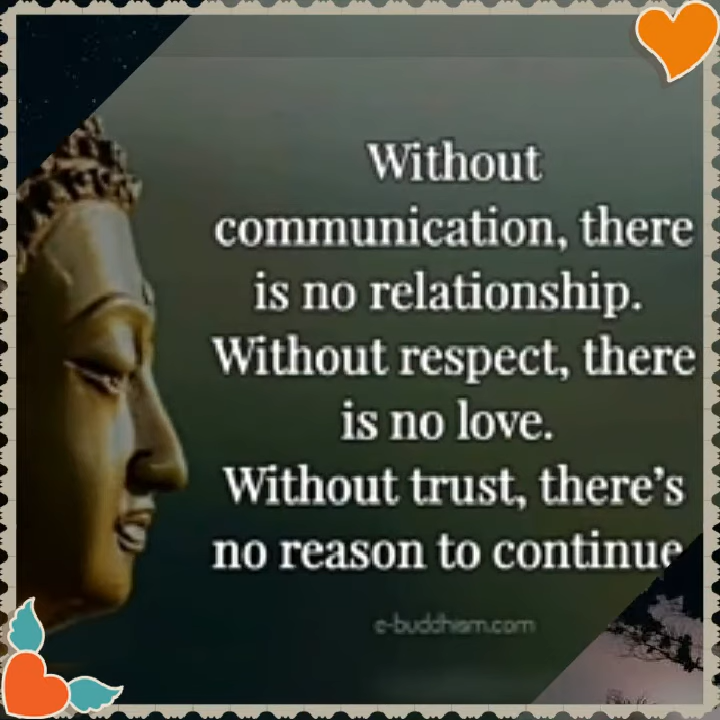 Without
communication, there
is no relationship.
Without respect, there
is no love.
Without trust, there's
no reason to continue
e-buddhism.com